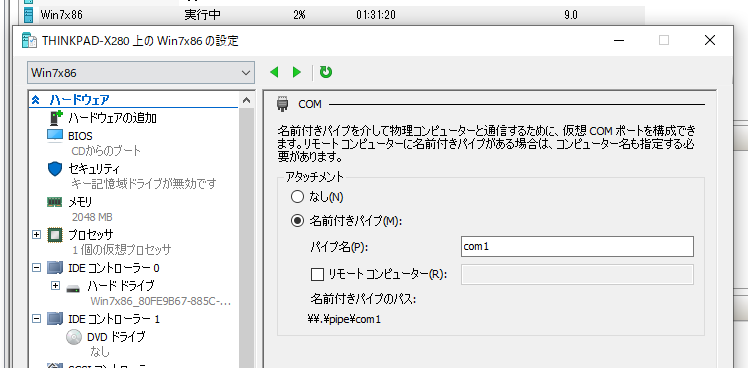 Win7x86 実行中 2% 01:31:20 9.0
THINKPAD-X280 上の Win7x86 の設定
Win7x86
ハードウェア
ハードウェアの追加
BIOS
CDからのブート
セキュリティ
キー記憶域ドライブが無効です
メモリ
2048 MB
プロセッサ
1 個の仮想プロセッサ
IDE コントローラー 0
ハード ドライブ
Win7x86_80FE9B67-885C-...
IDE コントローラー 1
DVD ドライブ
なし
COM
名前付きパイプを介して物理コンピューターと通信するために、仮想 COM ポートを構成できま
す。リモート コンピューターに名前付きパイプがある場合は、コンピューター名も指定する必
要があります。
アタッチメント
なし(N)
名前付きパイプ(M):
パイプ名(P): com1
リモート コンピューター(R):
名前付きパイプのパス:
¥¥.¥pipe¥com1